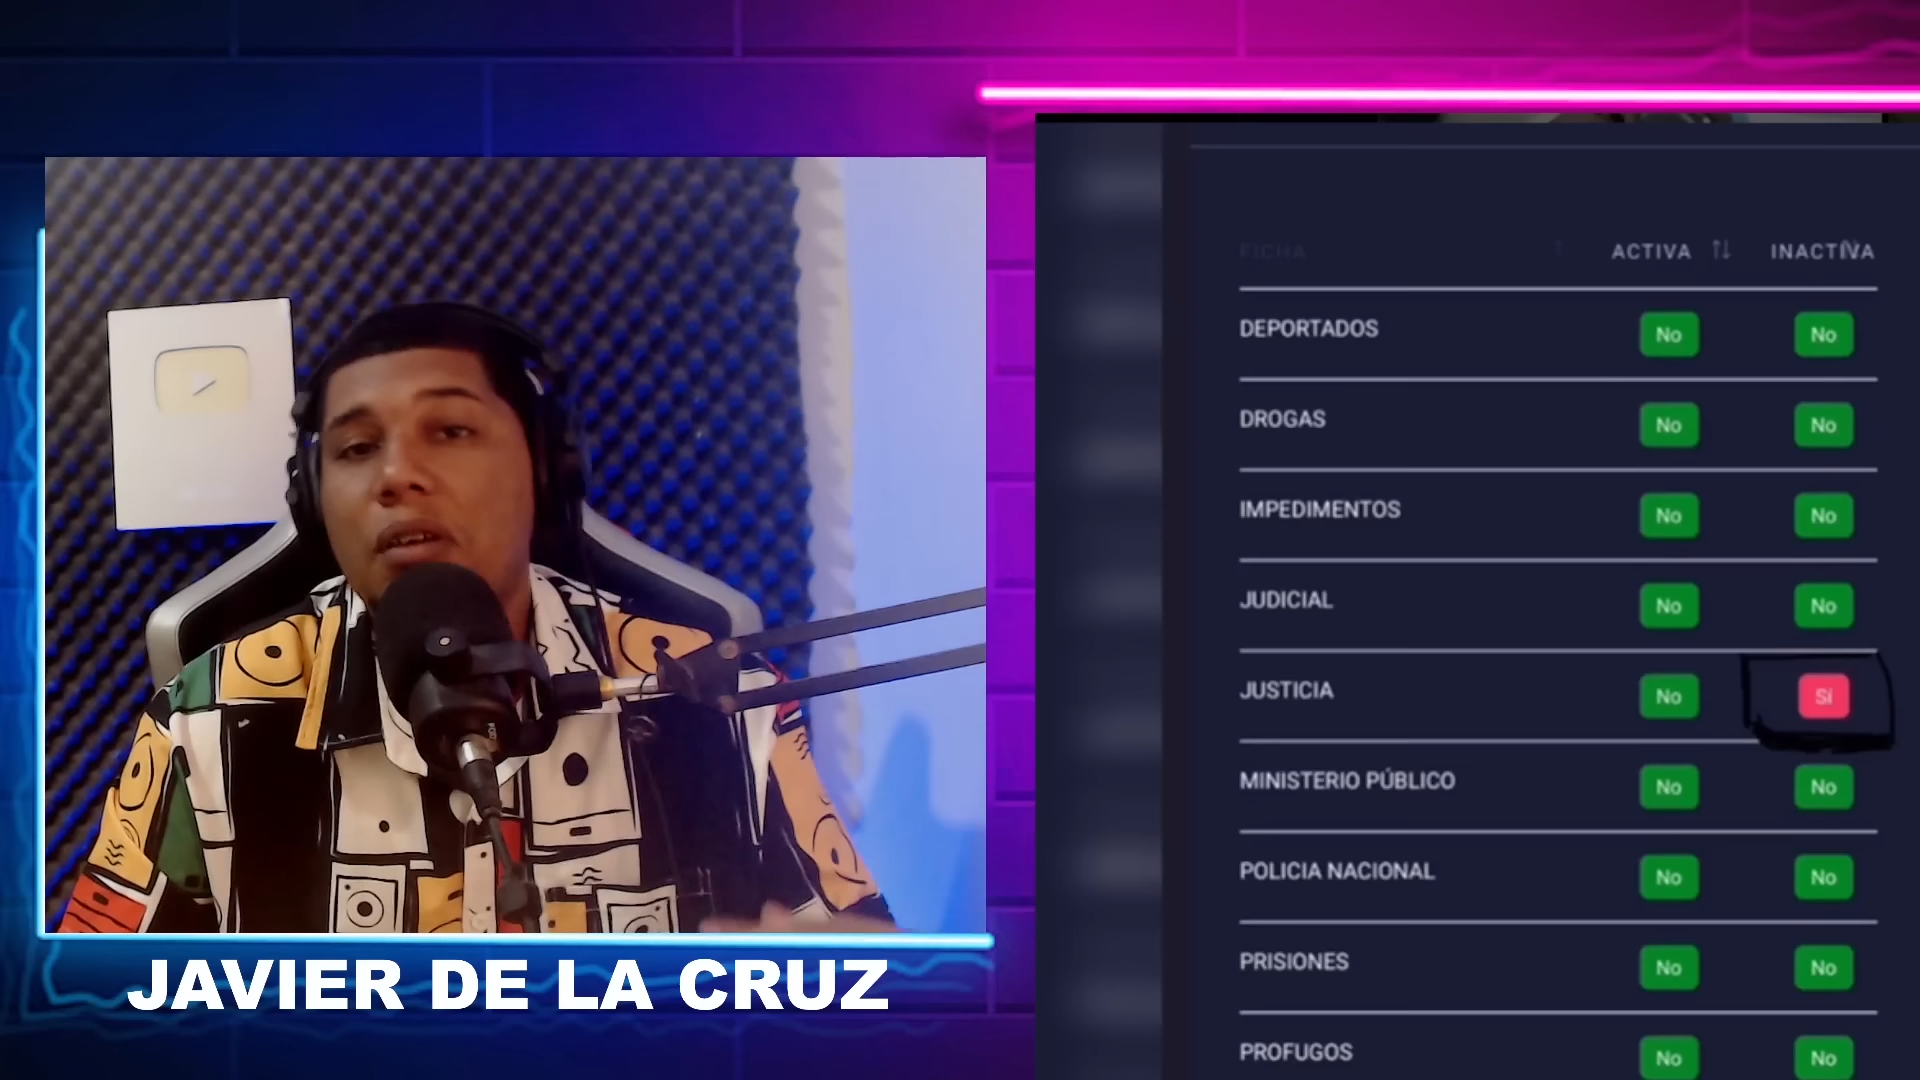 JAVIER DE LA CRUZ
FICHA ACTIVA INACTIVA
DEPORTADOS No No
DROGAS No No
IMPEDIMENTOS No No
JUDICIAL No No
JUSTICIA No Sí
MINISTERIO PÚBLICO No No
POLICIA NACIONAL No No
PRISIONES No No
PROFUGOS No No